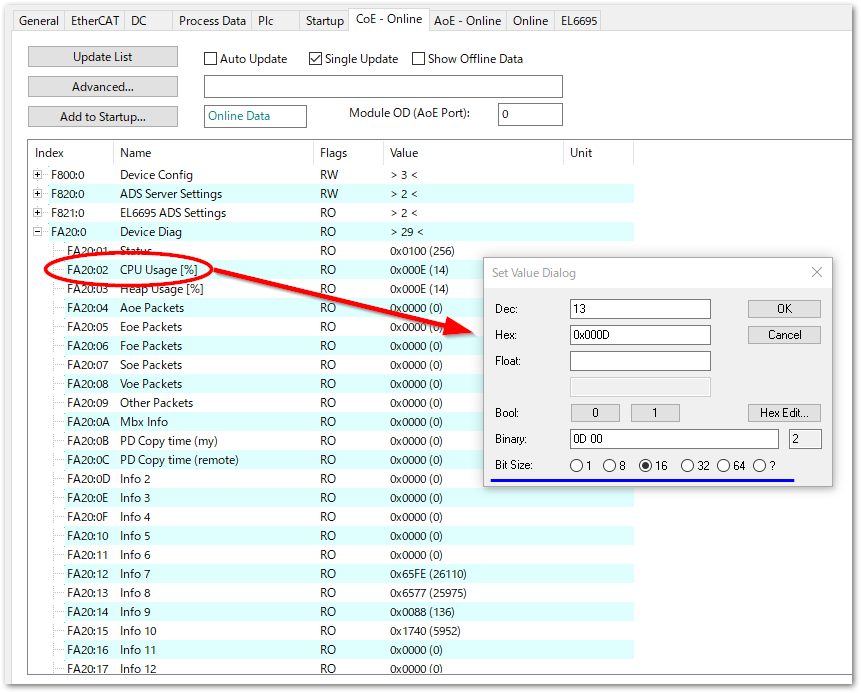 General EtherCAT DC Process Data Plc Startup CoE - Online AoE - Online Online EL6695
Update List Auto Update Single Update Show Offline Data
Advanced...
Add to Startup... Online Data Module OD (AoE Port): 0
Index Name Flags Value Unit
F800:0 Device Config RW > 3 <
F820:0 ADS Server Settings RW > 2 <
F821:0 EL6695 ADS Settings RO > 2 <
FA20:0 Device Diag RO > 29 <
FA20:01 Status RO 0x0100 (256)
FA20:02 CPU Usage [%] RO 0x000E (14)
FA20:03 Heap Usage [%] RO 0x000E (14)
FA20:04 Aoe Packets RO 0x0000 (0)
FA20:05 Eoe Packets RO 0x0000 (0)
FA20:06 Foe Packets RO 0x0000 (0)
FA20:07 Soe Packets RO 0x0000 (0)
FA20:08 Voe Packets RO 0x0000 (0)
FA20:09 Other Packets RO 0x0000 (0)
FA20:0A Mbx Info RO 0x0000 (0)
FA20:0B PD Copy time (my) RO 0x0000 (0)
FA20:0C PD Copy time (remote) RO 0x0000 (0)
FA20:0D Info 2 RO 0x0000 (0)
FA20:0E Info 3 RO 0x0000 (0)
FA20:0F Info 4 RO 0x0000 (0)
FA20:10 Info 5 RO 0x0000 (0)
FA20:11 Info 6 RO 0x0000 (0)
FA20:12 Info 7 RO 0x65FE (26110)
FA20:13 Info 8 RO 0x6577 (25975)
FA20:14 Info 9 RO 0x0088 (136)
FA20:15 Info 10 RO 0x1740 (5952)
FA20:16 Info 11 RO 0x0000 (0)
FA20:17 Info 12 RO 0x0000 (0)
Set Value Dialog
Dec: 13 OK
Hex: 0x000D Cancel
Float:
Bool: 0 1 Hex Edit...
Binary: 0D 00 2
Bit Size: 1 8 16 32 64 ?